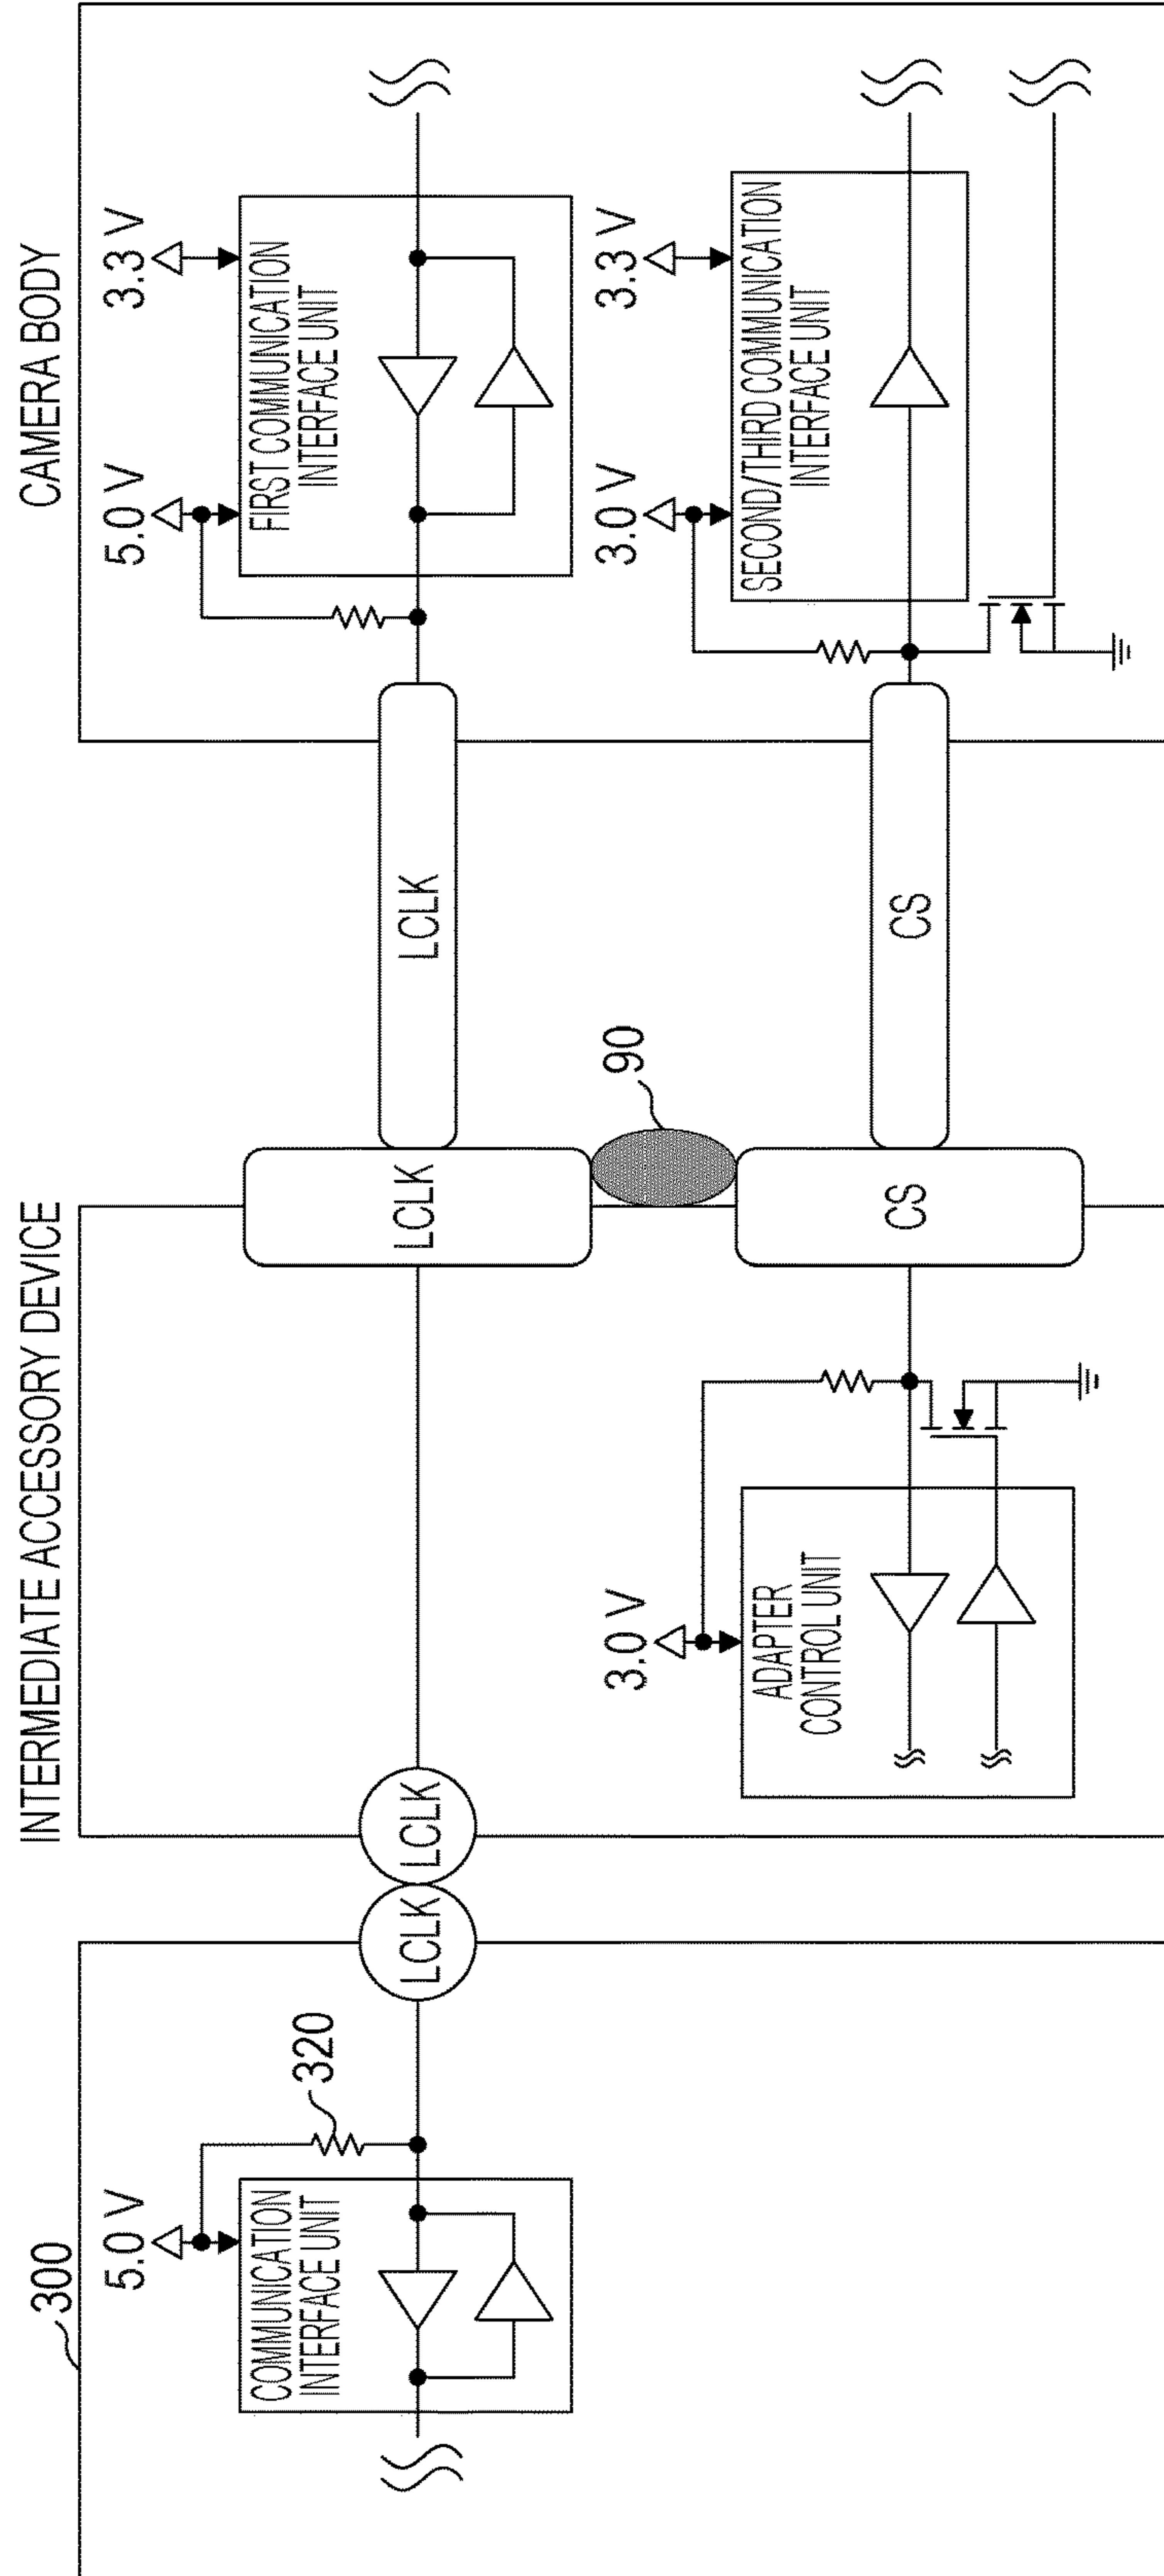 300
INTERMEDIATE ACCESSORY DEVICE
CAMERA BODY
5.0 V
COMMUNICATION
INTERFACE UNIT
320
LCLK
LCLK
LCLK
LCLK
5.0 V
3.3 V
FIRST COMMUNICATION
INTERFACE UNIT
90
3.0 V
ADAPTER
CONTROL UNIT
CS
CS
3.0 V
3.3 V
SECOND/THIRD COMMUNICATION
INTERFACE UNIT